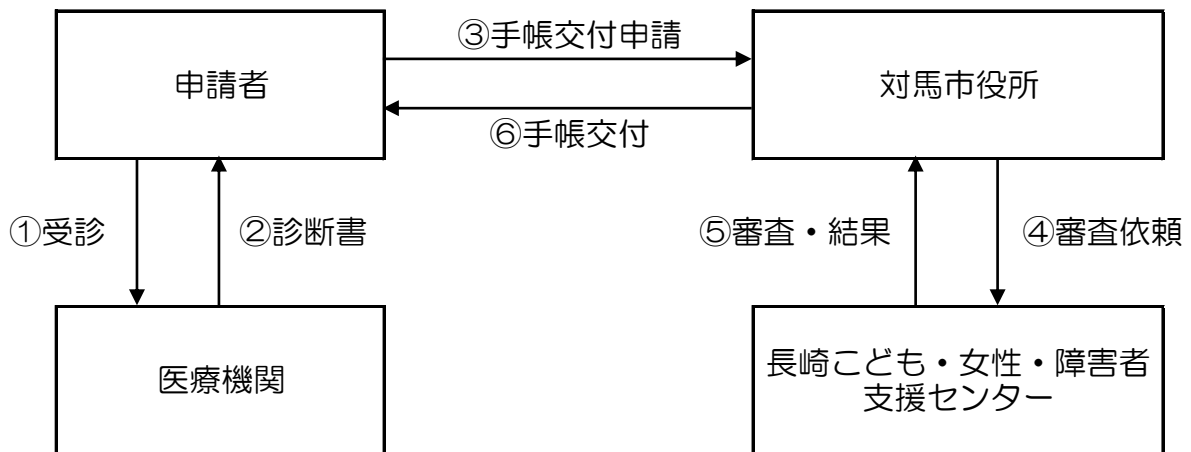 ③手帳交付申請
申請者
対馬市役所
⑥手帳交付
①受診
②診断書
⑤審査・結果
④審査依頼
医療機関
長崎こども・女性・障害者
支援センター